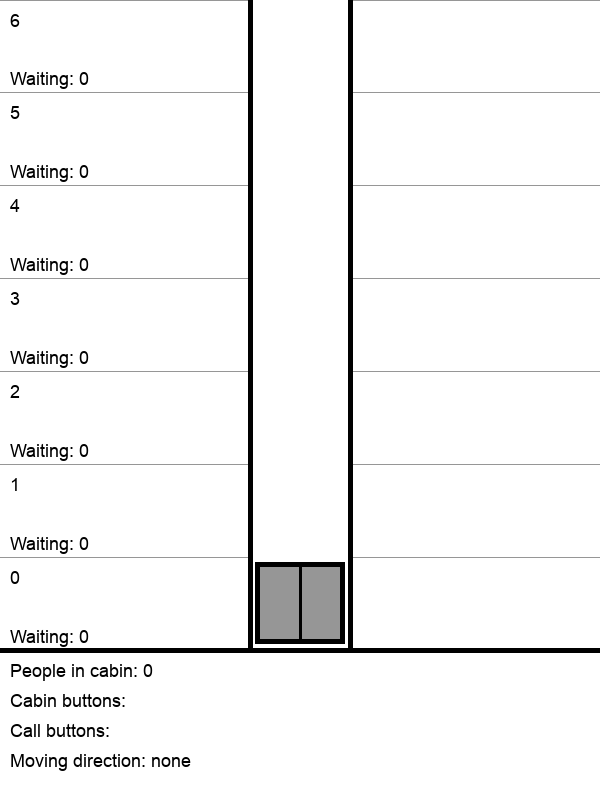 6
Waiting: 0
5
Waiting: 0
4
Waiting: 0
3
Waiting: 0
2
Waiting: 0
1
Waiting: 0
0
Waiting: 0
People in cabin: 0
Cabin buttons:
Call buttons:
Moving direction: none